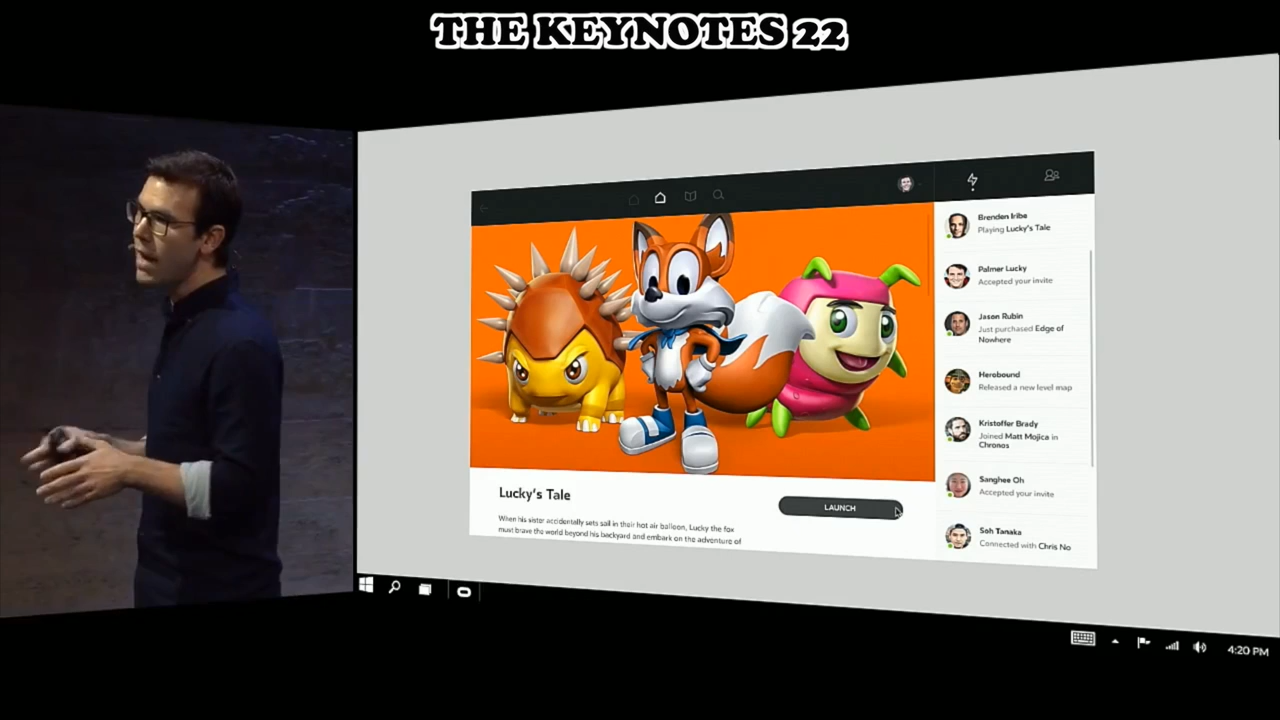 THE KEYNOTES 22
Brenden Iribe
Playing Lucky's Tale
Palmer Lucky
Accepted your invite
Jason Rubin
Just purchased Edge of
Nowhere
Herobound
Released a new level map
Kristoffer Brady
Joined Matt Mojica in
Chronos
Sanghee Oh
Accepted your invite
Soh Tanaka
Connected with Chris No
Lucky's Tale
LAUNCH
When his sister accidentally sets sail in their hot air balloon, Lucky the fox
must brave the world beyond his backyard and embark on the adventure of
4:20 PM